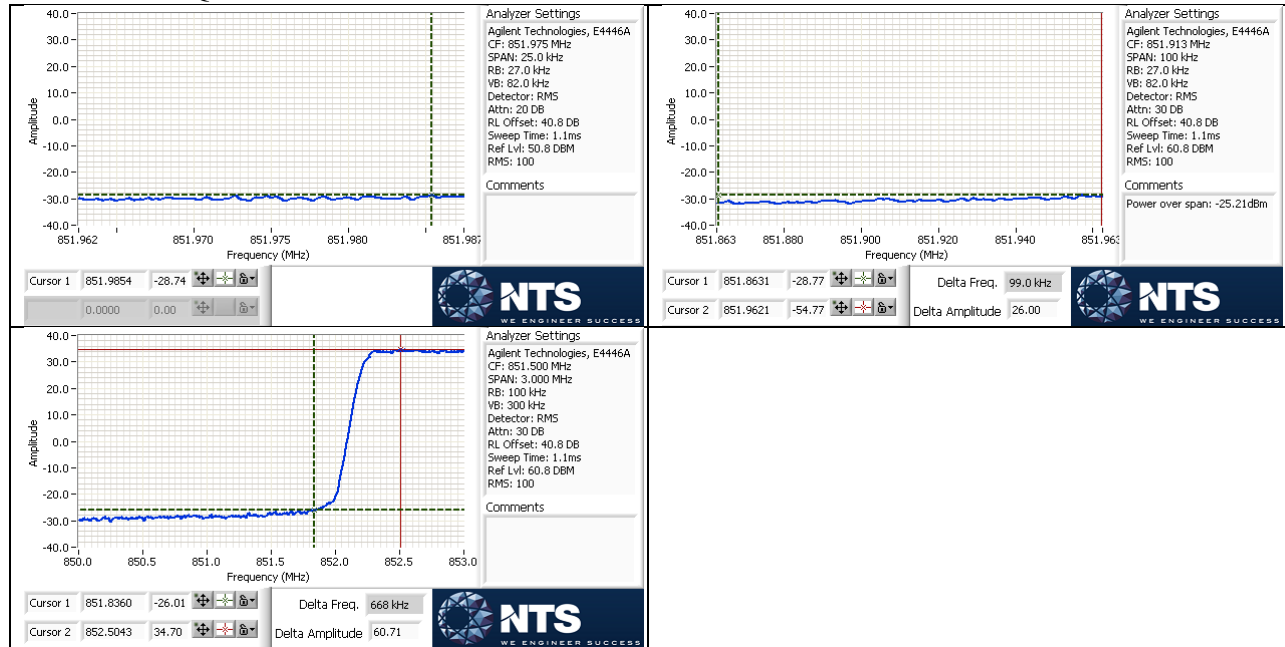 Analyzer Settings
Agilent Technologies, E4446A
CF: 851.975 MHz
SPAN: 25.0 kHz
RB: 27.0 kHz
VB: 82.0 kHz
Detector: RMS
Attn: 20 DB
RL Offset: 40.8 DB
Sweep Time: 1.1ms
Ref Lvl: 50.8 DBM
RMS: 100
Comments
40.0
30.0
20.0
10.0
0.0
-10.0
-20.0
-30.0
-40.0
Amplitude
851.962 851.970 851.975 851.980 851.987
Frequency (MHz)
Cursor 1 851.9854 -28.74
0.0000 0.00
NTS
WE ENGINEER SUCCESS
Analyzer Settings
Agilent Technologies, E4446A
CF: 851.913 MHz
SPAN: 100 kHz
RB: 27.0 kHz
VB: 82.0 kHz
Detector: RMS
Attn: 30 DB
RL Offset: 40.8 DB
Sweep Time: 1.1ms
Ref Lvl: 60.8 DBM
RMS: 100
Comments
Power over span: -25.21dBm
40.0
30.0
20.0
10.0
0.0
-10.0
-20.0
-30.0
-40.0
Amplitude
851.863 851.880 851.900 851.920 851.940 851.963
Frequency (MHz)
Cursor 1 851.8631 -28.77
Cursor 2 851.9621 -54.77
Delta Freq. 99.0 kHz
Delta Amplitude 26.00
NTS
WE ENGINEER SUCCESS
Analyzer Settings
Agilent Technologies, E4446A
CF: 851.500 MHz
SPAN: 3.000 MHz
RB: 100 kHz
VB: 300 kHz
Detector: RMS
Attn: 30 DB
RL Offset: 40.8 DB
Sweep Time: 1.1ms
Ref Lvl: 60.8 DBM
RMS: 100
Comments
40.0
30.0
20.0
10.0
0.0
-10.0
-20.0
-30.0
-40.0
Amplitude
850.0 850.5 851.0 851.5 852.0 852.5 853.0
Frequency (MHz)
Cursor 1 851.8360 -26.01
Cursor 2 852.5043 34.70
Delta Freq. 668 kHz
Delta Amplitude 60.71
NTS
WE ENGINEER SUCCESS